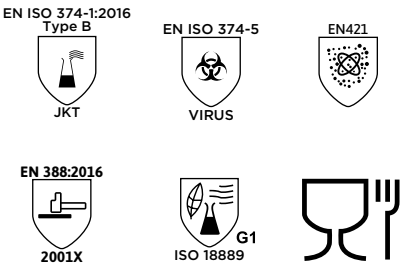 EN ISO 374-1:2016
Type B
JKT
EN ISO 374-5
VIRUS
EN421
EN 388:2016
2001X
G1
ISO 18889